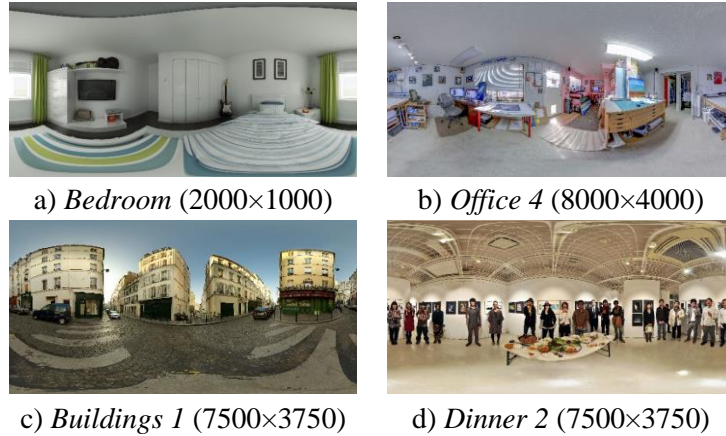 a) Bedroom (2000×1000)
b) Office 4 (8000×4000)
c) Buildings 1 (7500×3750)
d) Dinner 2 (7500×3750)